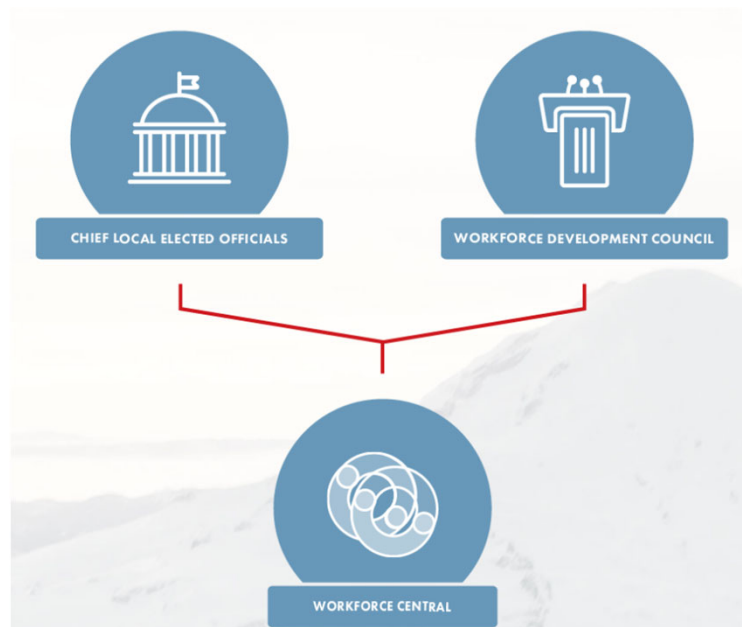 CHIEF LOCAL ELECTED OFFICIALS
WORKFORCE DEVELOPMENT COUNCIL
WORKFORCE CENTRAL